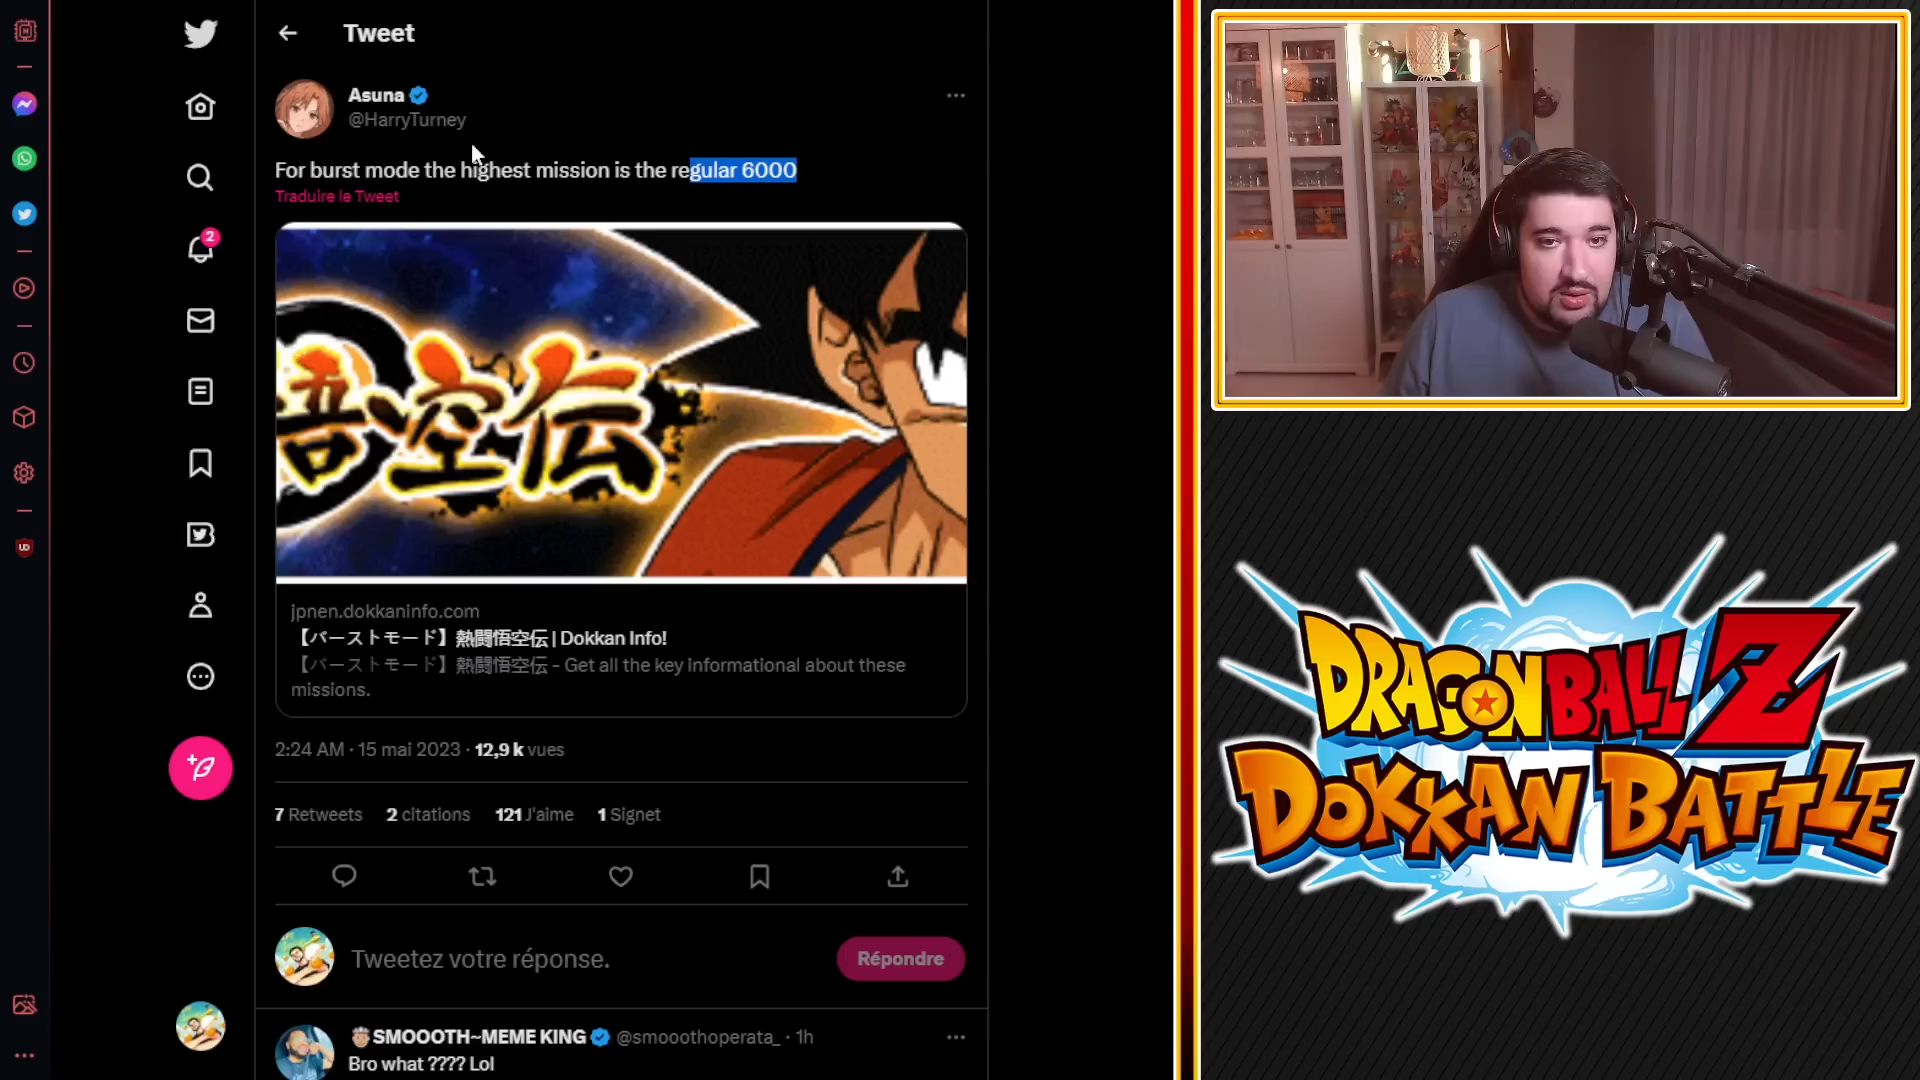 Tweet
Asuna
@HarryTurney
For burst mode the highest mission is the regular 6000
Traduire le Tweet
悟空伝
jpnen.dokkaninfo.com
【バーストモード】熱闘悟空伝 | Dokkan Info!
【バーストモード】熱闘悟空伝 - Get all the key informational about these
missions.
2:24 AM · 15 mai 2023 · 12,9 k vues
7 Retweets 2 citations 121 J'aime 1 Signet
Tweetez votre réponse.
Répondre
SMOOOTH~MEME KING @smooothoperata_ · 1h
Bro what ???? Lol
2
UD
DRAGON BALL Z
DOKKAN BATTLE